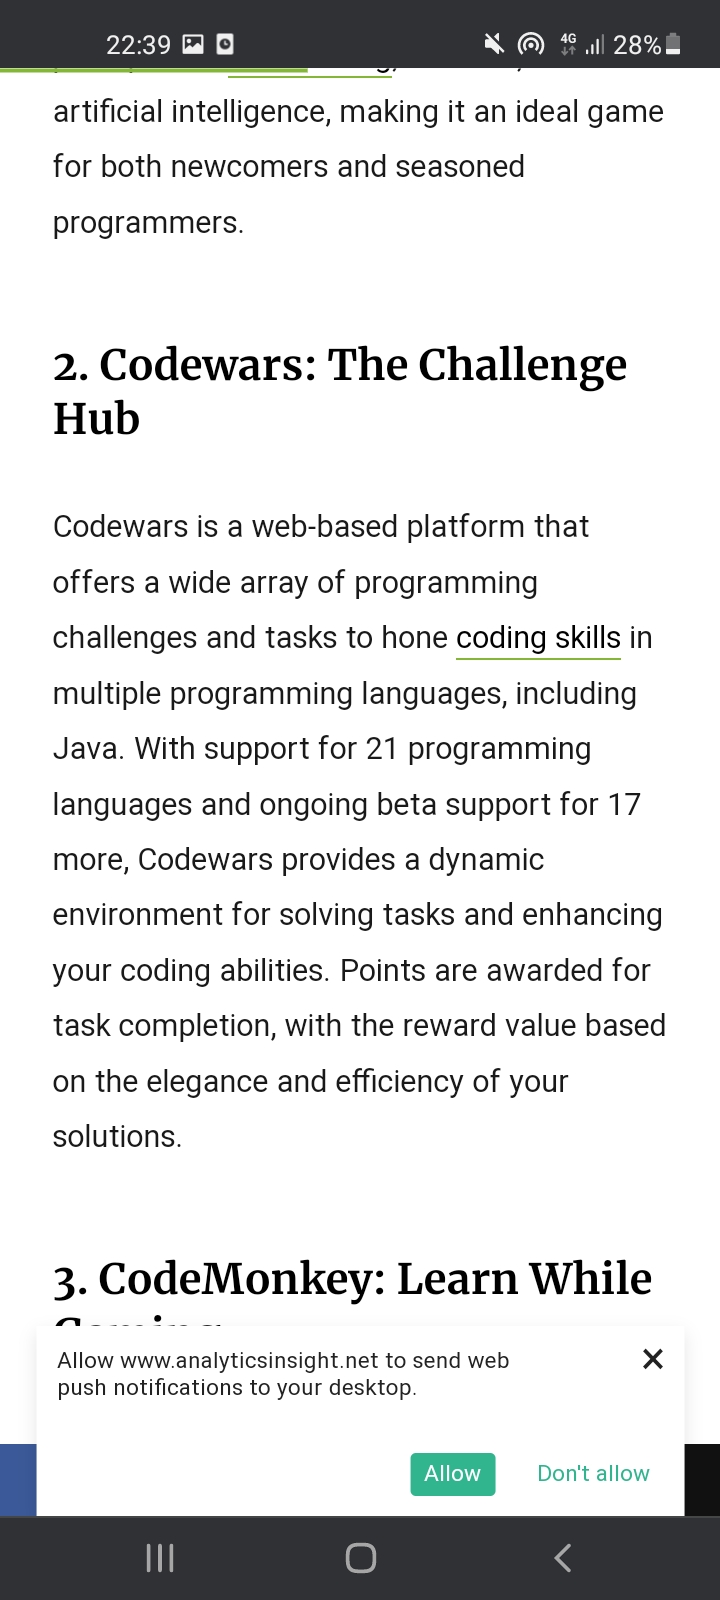 22:39
4G
28%
artificial intelligence, making it an ideal game
for both newcomers and seasoned
programmers.
2. Codewars: The Challenge
Hub
Codewars is a web-based platform that
offers a wide array of programming
challenges and tasks to hone coding skills in
multiple programming languages, including
Java. With support for 21 programming
languages and ongoing beta support for 17
more, Codewars provides a dynamic
environment for solving tasks and enhancing
your coding abilities. Points are awarded for
task completion, with the reward value based
on the elegance and efficiency of your
solutions.
3. CodeMonkey: Learn While
Allow www.analyticsinsight.net to send web
push notifications to your desktop.
Allow
Don't allow